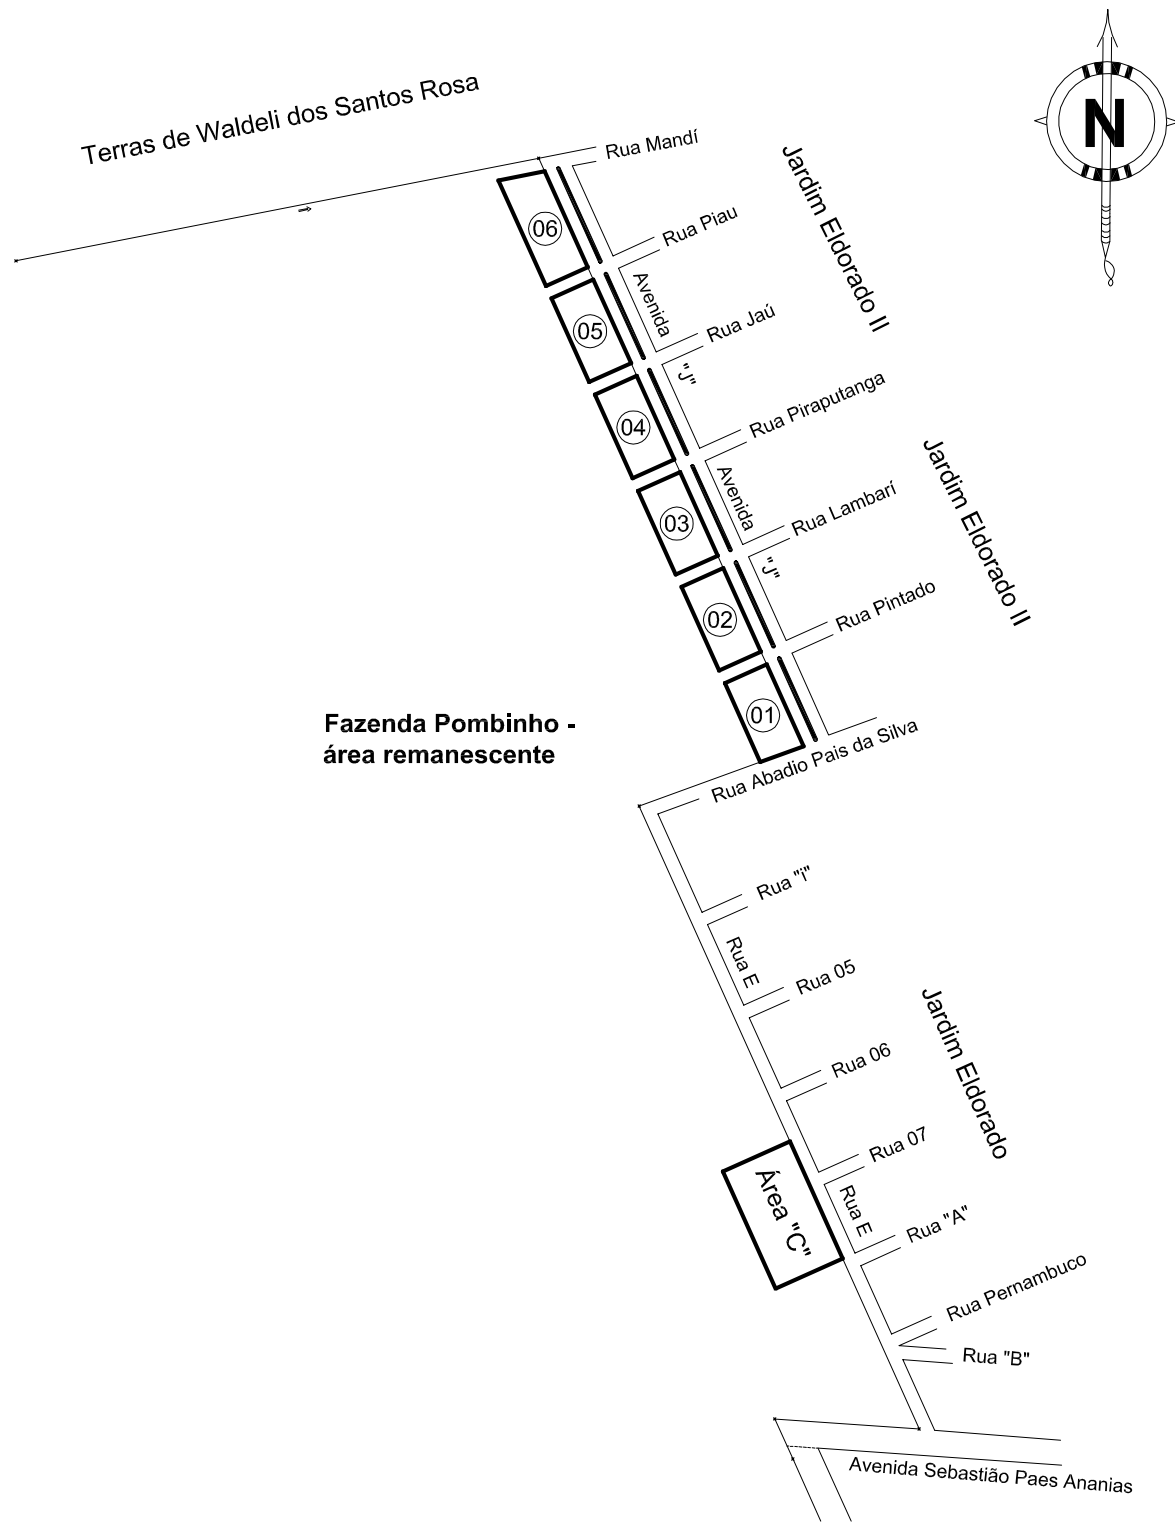 Terras de Waldeli dos Santos Rosa
N
Rua Mandí
Jardim Eldorado II
06
Rua Piau
Avenida
05
Rua Jaú
"J"
04
Rua Piraputanga
Avenida
03
Rua Lambarí
Jardim Eldorado II
"J"
02
Rua Pintado
01
Fazenda Pombinho -
área remanescente
Rua Abadio Pais da Silva
Rua "i"
Rua E
Rua 05
Jardim Eldorado
Rua 06
Rua 07
Área "C"
Rua E
Rua "A"
Rua Pernambuco
Rua "B"
Avenida Sebastião Paes Ananias